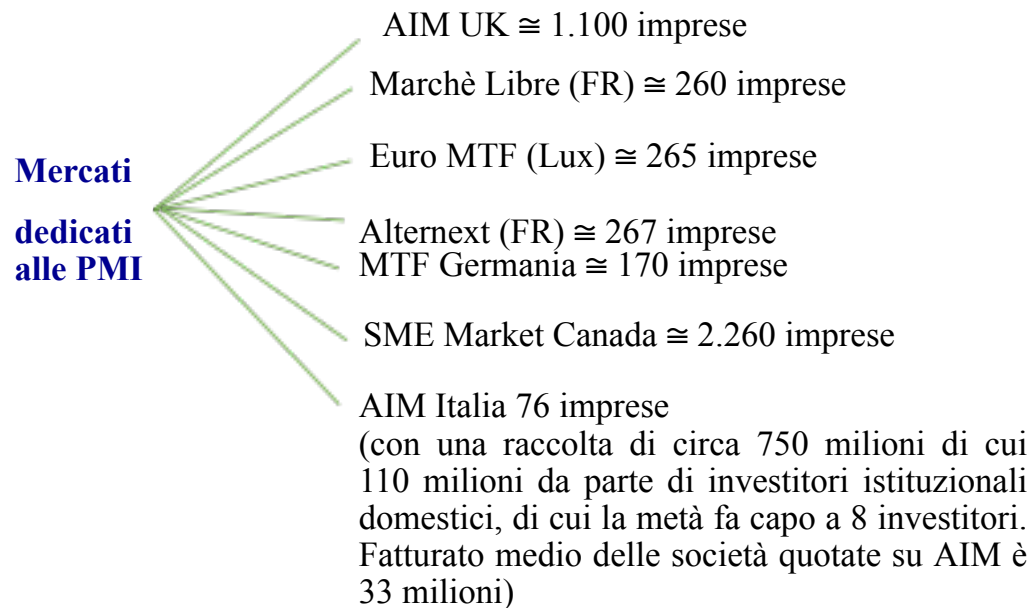 AIM UK ≅ 1.100 imprese
Marchè Libre (FR) ≅ 260 imprese
Euro MTF (Lux) ≅ 265 imprese
Mercati
dedicati
alle PMI
Alternext (FR) ≅ 267 imprese
MTF Germania ≅ 170 imprese
SME Market Canada ≅ 2.260 imprese
AIM Italia 76 imprese
(con una raccolta di circa 750 milioni di cui
110 milioni da parte di investitori istituzionali
domestici, di cui la metà fa capo a 8 investitori.
Fatturato medio delle società quotate su AIM è
33 milioni)